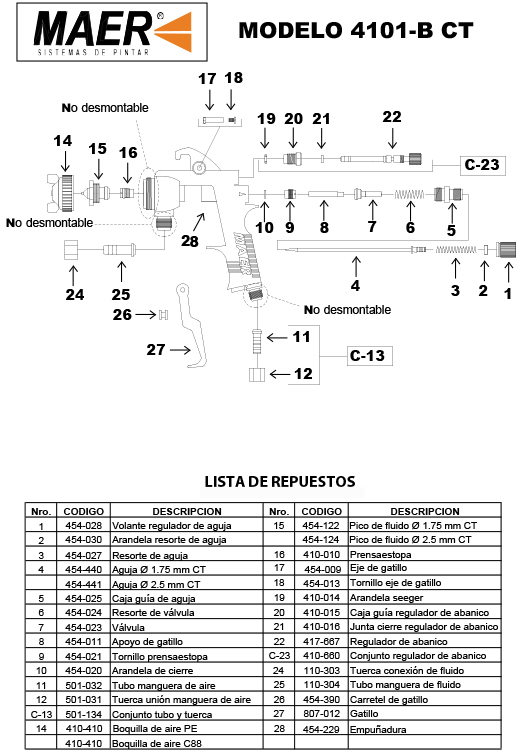 MAER
SISTEMAS DE PINTAR
MODELO 4101-B CT
17 18
No desmontable
19 20 21 22
14 15 16
C-23
10 9 8 7 6 5
No desmontable
28
24 25
4 3 2 1
26
No desmontable
27
11
C-13
12
MAER
LISTA DE REPUESTOS
Nro. CODIGO DESCRIPCION Nro. CODIGO DESCRIPCION
1 454-028 Volante regulador de aguja 15 454-122 Pico de fluido Ø 1.75 mm CT
2 454-030 Arandela resorte de aguja 454-124 Pico de fluido Ø 2.5 mm CT
3 454-027 Resorte de aguja 16 410-010 Prensaestopa
4 454-440 Aguja Ø 1.75 mm CT 17 454-009 Eje de gatillo
454-441 Aguja Ø 2.5 mm CT 18 454-013 Tornillo eje de gatillo
5 454-025 Caja guía de aguja 19 410-014 Arandela seeger
6 454-024 Resorte de válvula 20 410-015 Caja guía regulador de abanico
7 454-023 Válvula 21 410-016 Junta cierre regulador de abanico
8 454-011 Apoyo de gatillo 22 417-667 Regulador de abanico
9 454-021 Tornillo prensaestopa C-23 410-660 Conjunto regulador de abanico
10 454-020 Arandela de cierre 24 110-303 Tuerca conexión de fluido
11 501-032 Tubo manguera de aire 25 110-304 Tubo manguera de fluido
12 501-031 Tuerca unión manguera de aire 26 454-390 Carretel de gatillo
C-13 501-134 Conjunto tubo y tuerca 27 807-012 Gatillo
14 410-410 Boquilla de aire PE 28 454-229 Empuñadura
410-410 Boquilla de aire C88